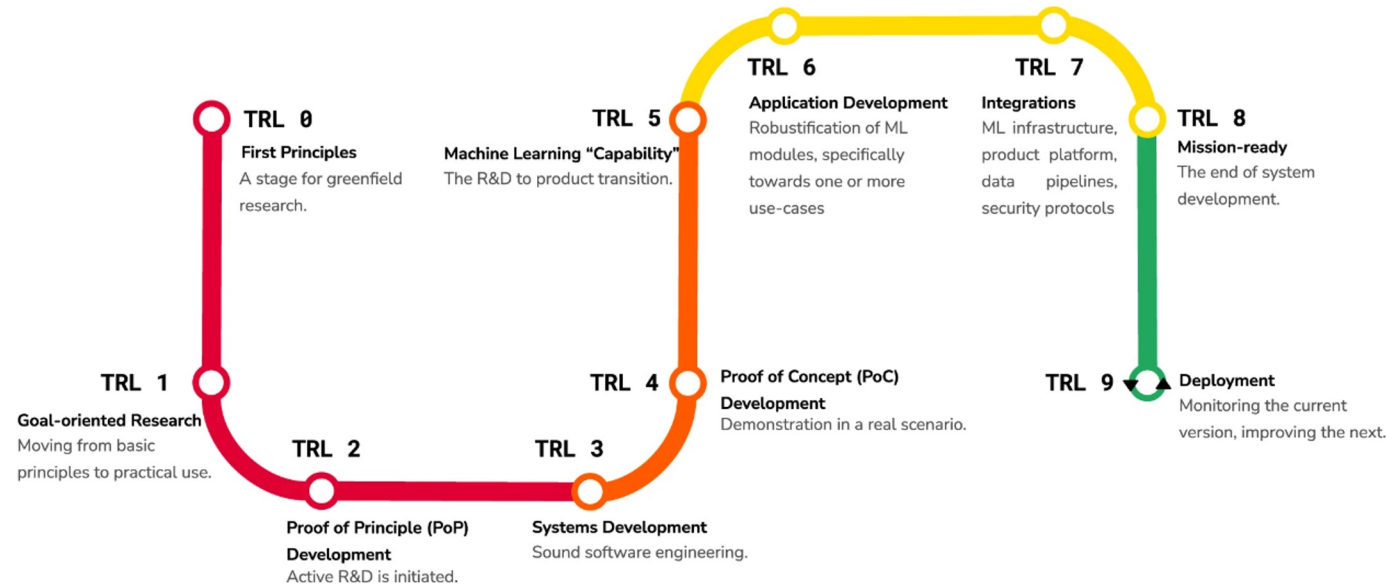 TRL 0
First Principles
A stage for greenfield
research.
TRL 1
Goal-oriented Research
Moving from basic
principles to practical use.
TRL 2
Proof of Principle (PoP)
Development
Active R&D is initiated.
TRL 3
Systems Development
Sound software engineering.
TRL 4
Proof of Concept (PoC)
Development
Demonstration in a real scenario.
TRL 5
Machine Learning “Capability”
The R&D to product transition.
TRL 6
Application Development
Robustification of ML
modules, specifically
towards one or more
use-cases
TRL 7
Integrations
ML infrastructure,
product platform,
data pipelines,
security protocols
TRL 8
Mission-ready
The end of system
development.
TRL 9
Deployment
Monitoring the current
version, improving the next.